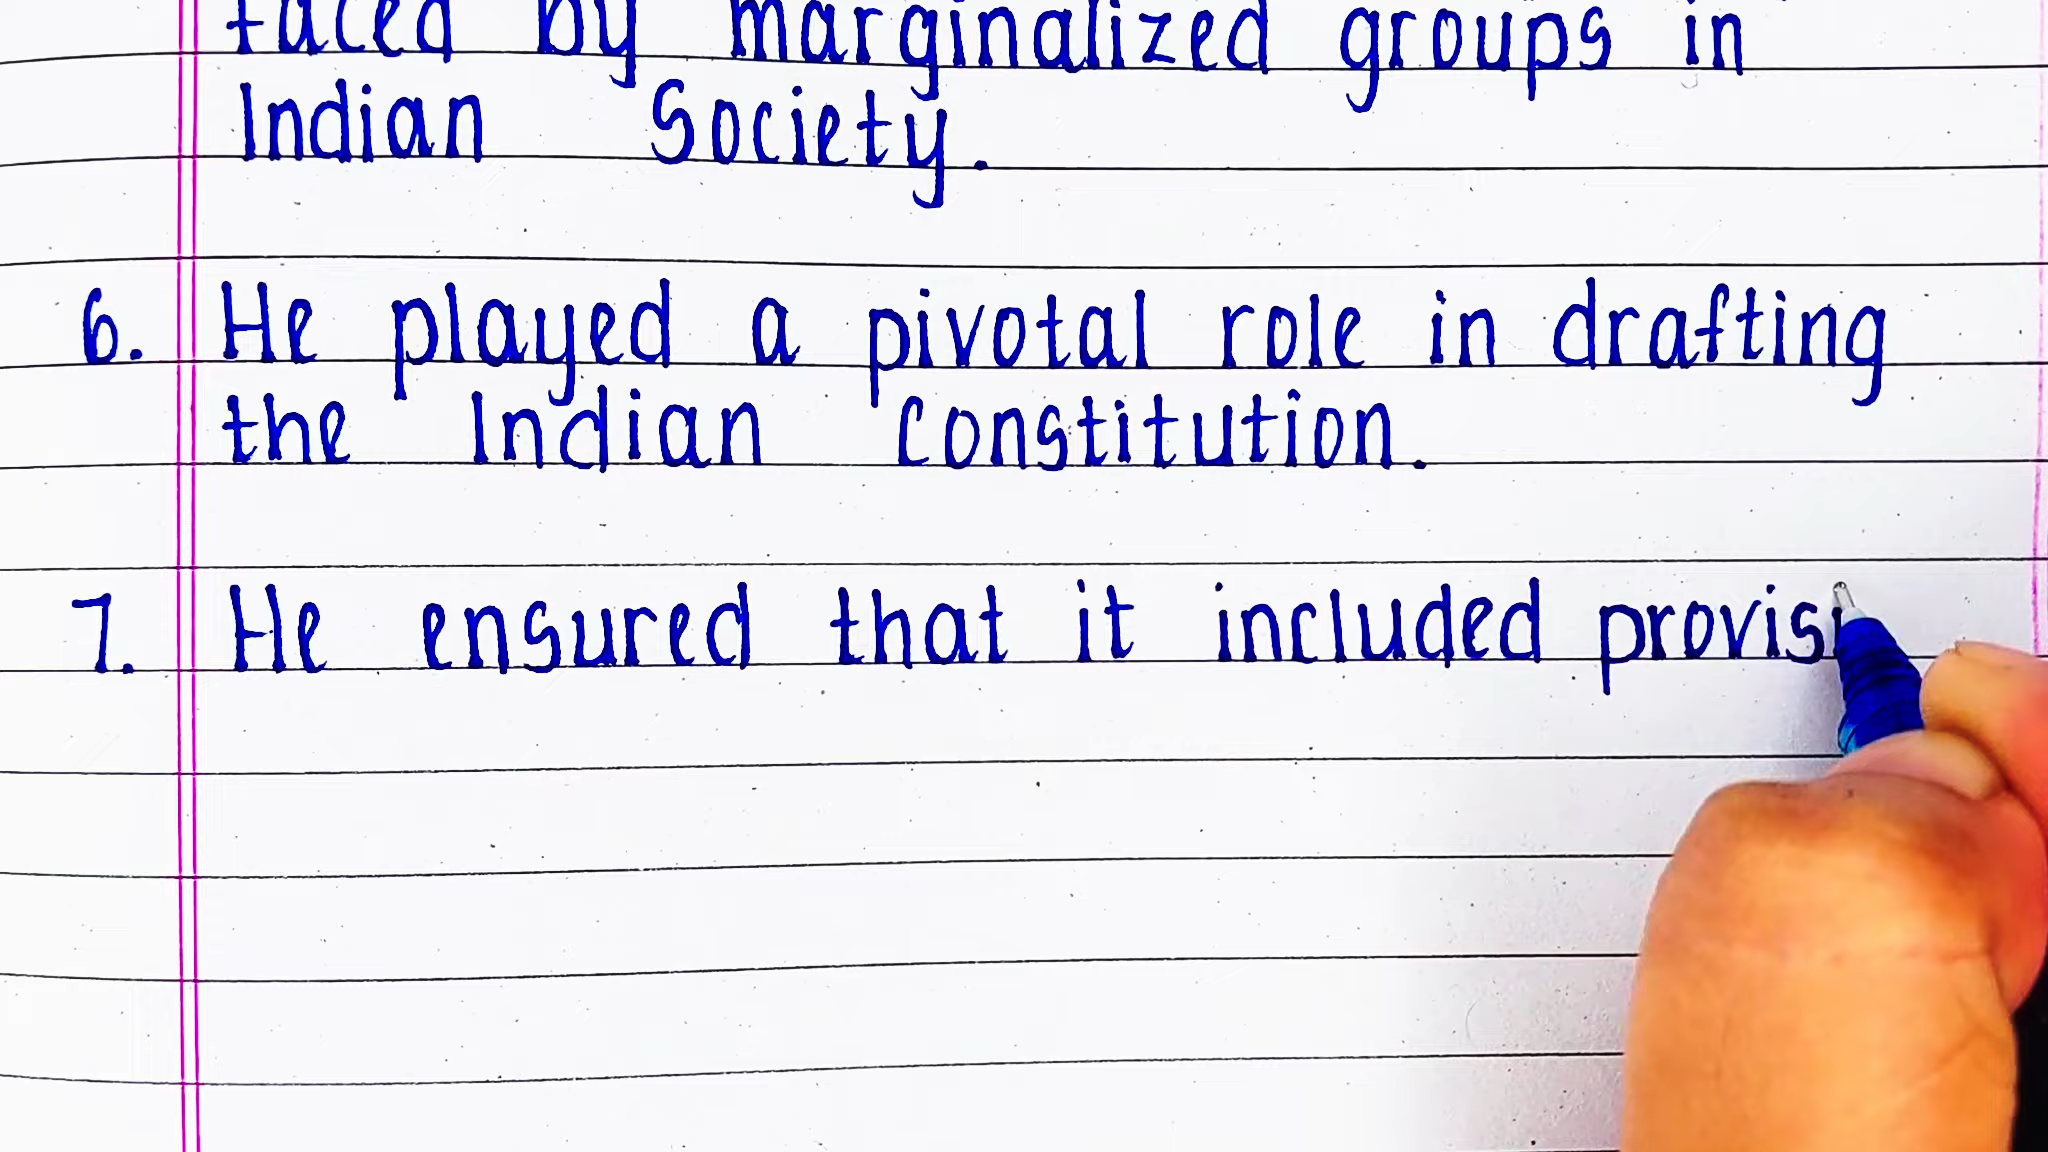 faced by marginalized groups in
Indian Society.
6. He played a pivotal role in drafting
the Indian constitution.
7. He ensured that it included provisi